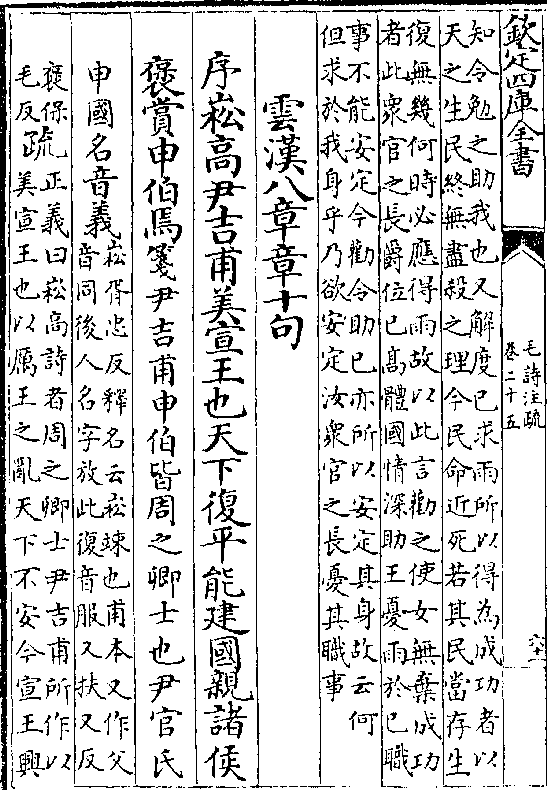 欽定四庫全書
毛詩注疏
卷二十五
六
知令勉之助我也又解度已求雨所以得為成功者以
天之生民終無盡殺之理今民命近死若其民當存生
復無幾何時必應得雨故以此言勸之使女無棄成功
者此衆官之長爵位已髙體國情深助王憂雨於已職
事不能安定今勸令助已亦所以安定其身故云何
但求於我身乎乃欲安定汝衆官之長憂其職事
雲漢八章章十句
序崧高尹吉甫美宣王也天下復平能建國親諸侯
褒賞申伯焉箋尹吉甫申伯皆周之卿士也尹官氏
申國名音義崧胥忠反釋名云崧竦也甫本又作父
音同後人名字放此復音服又扶又反
褒保毛反疏正義曰崧髙詩者周之卿士尹吉甫所作以
美宣王也以厲王之亂天下不安今宣王興